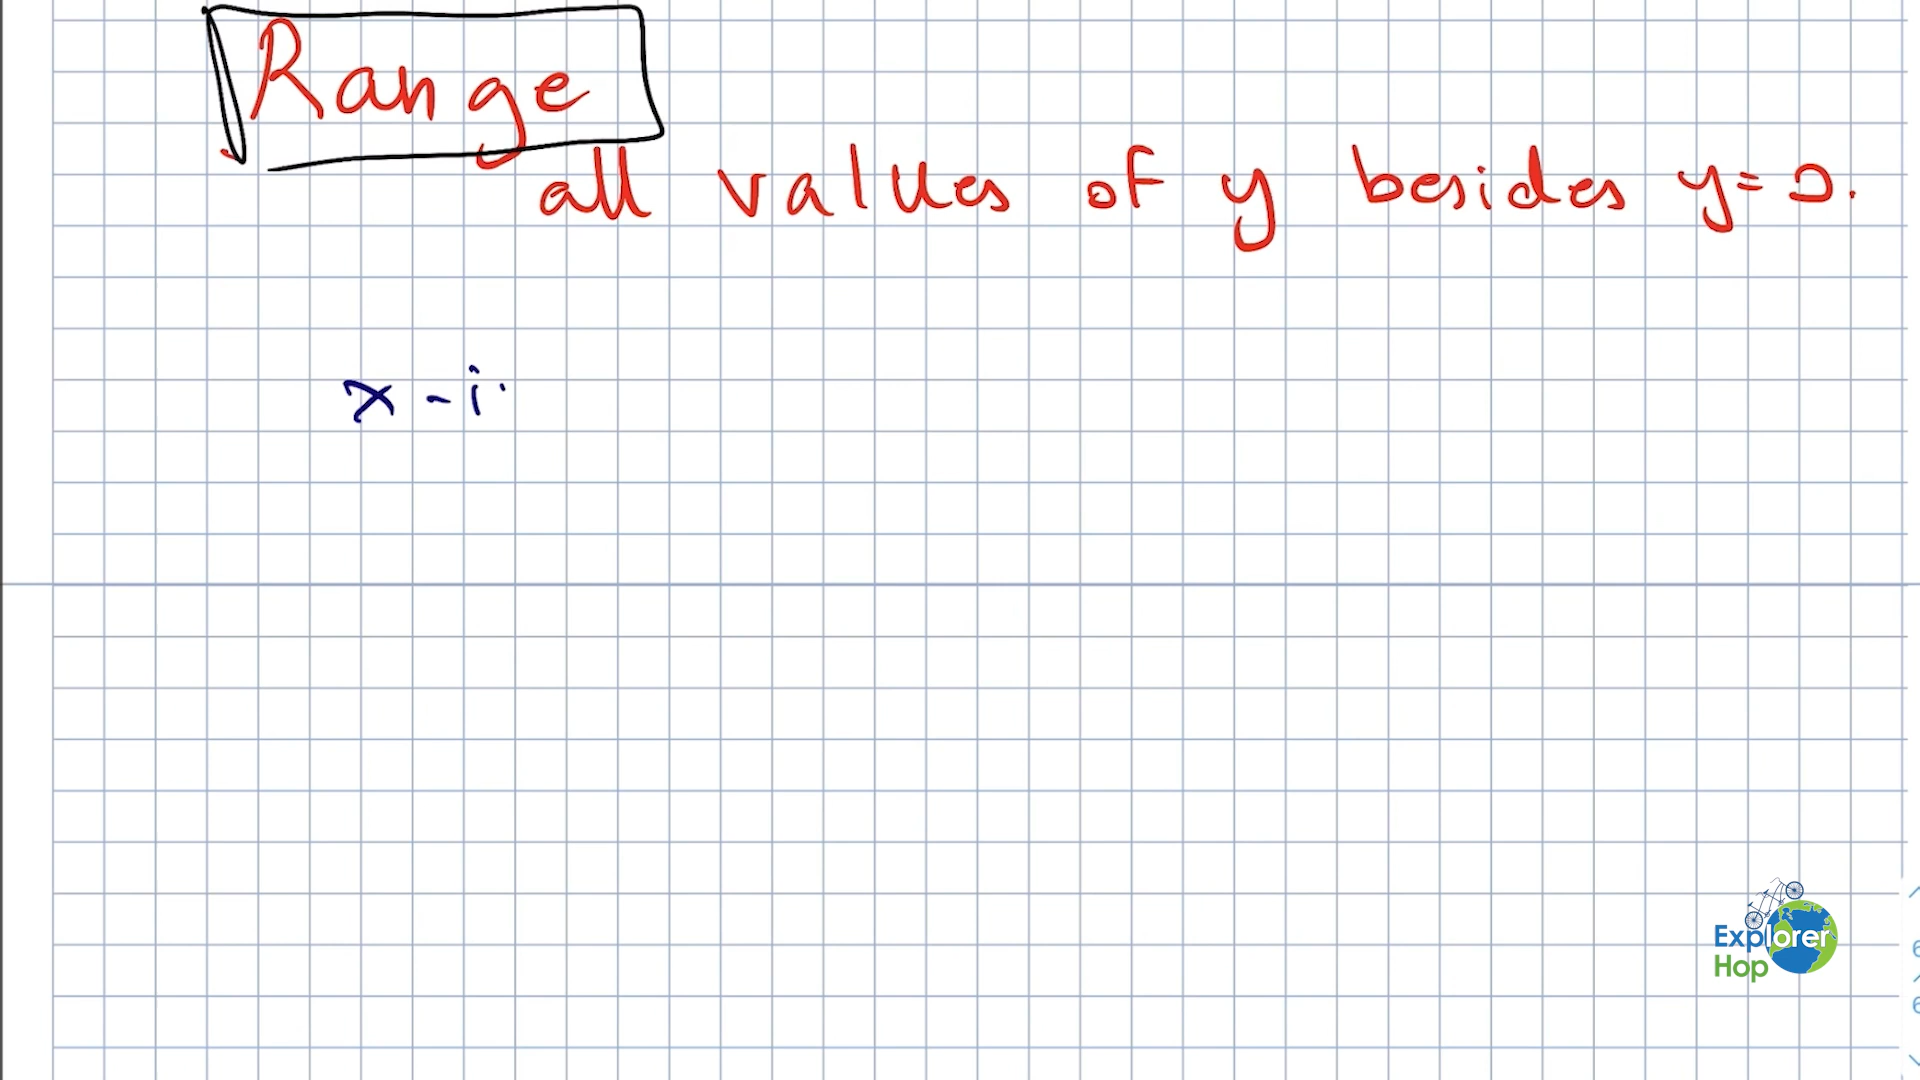 Range
all values of y besides y=0.
x-i
Explorer
Hop